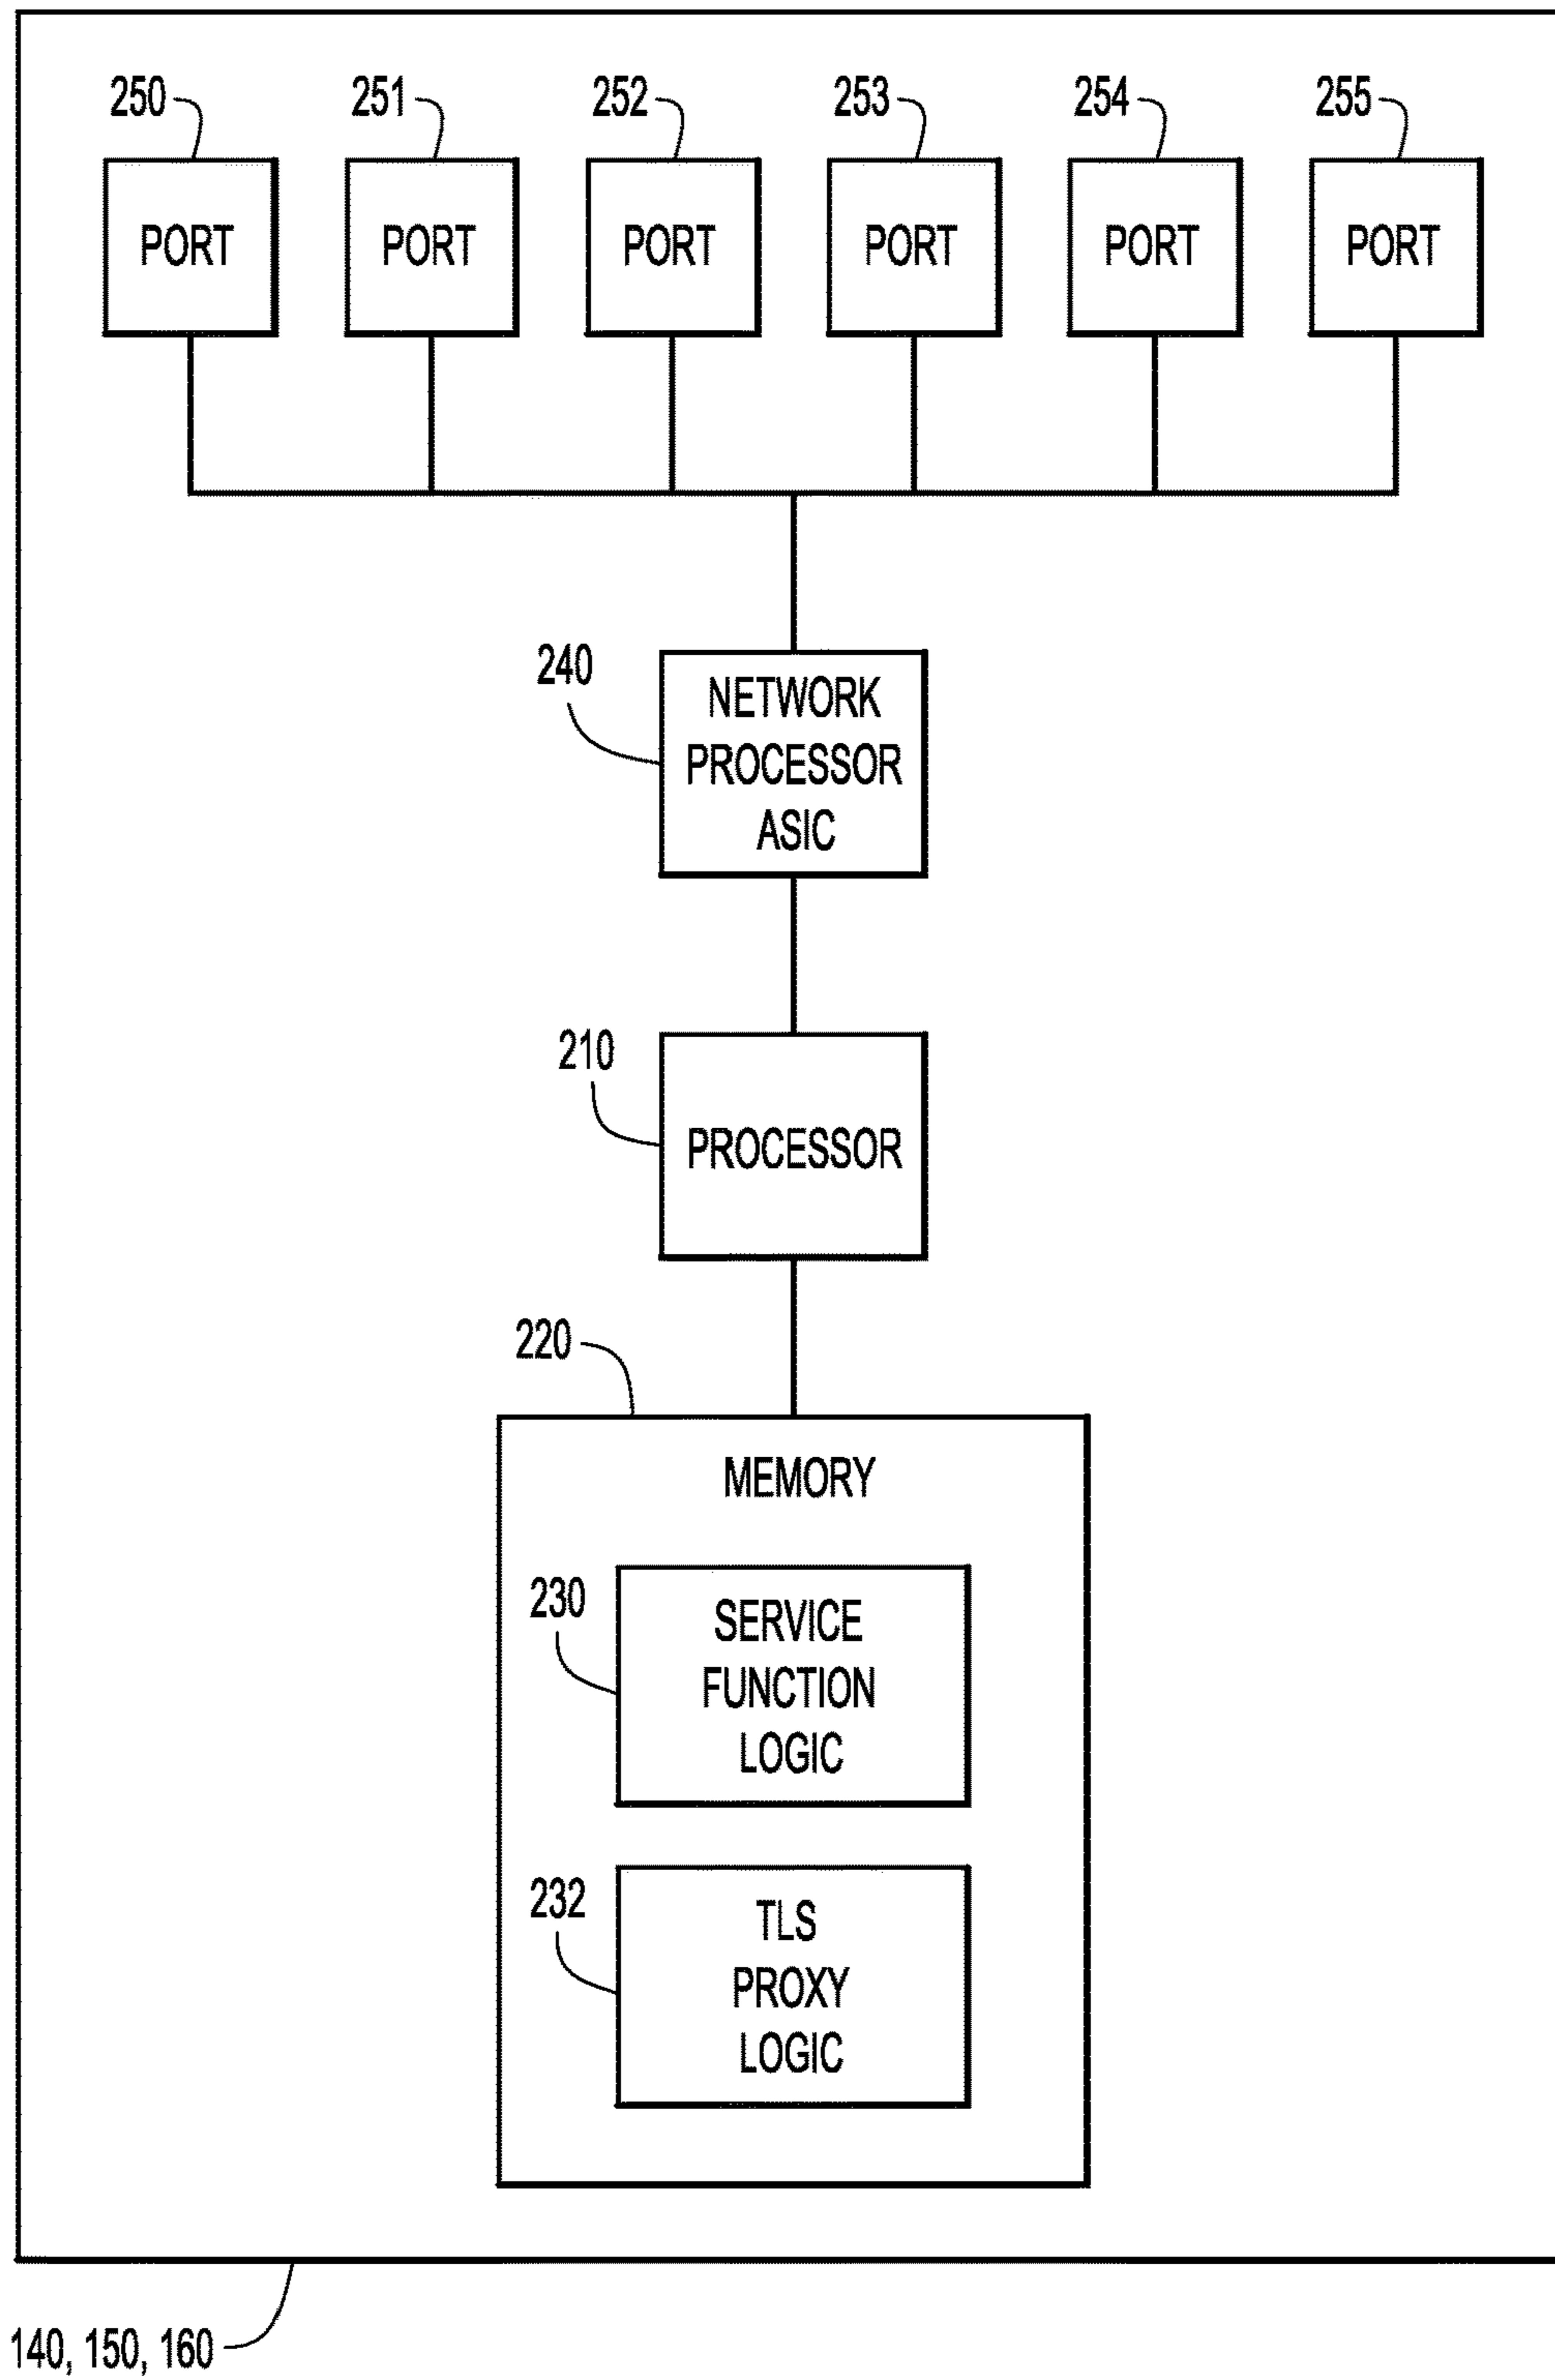 250 251 252 253 254 255
PORT PORT PORT PORT PORT PORT
240
NETWORK
PROCESSOR
ASIC
210
PROCESSOR
220
MEMORY
230
SERVICE
FUNCTION
LOGIC
232
TLS
PROXY
LOGIC
140, 150, 160